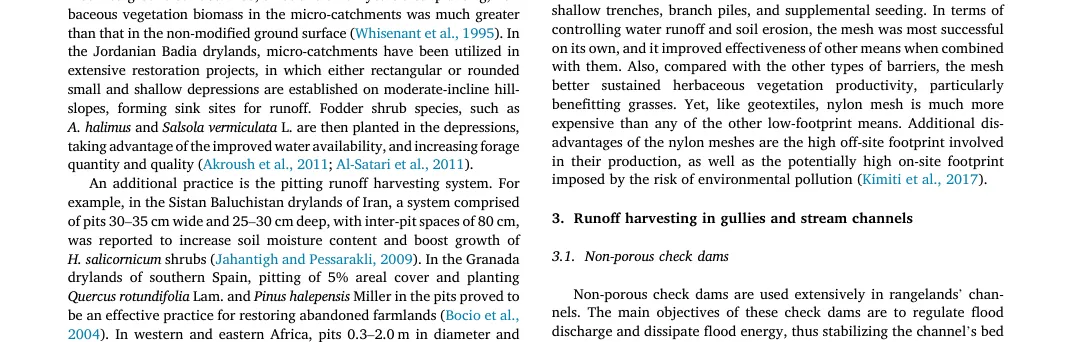 baceous vegetation biomass in the micro-catchments was much greater
than that in the non-modified ground surface (Whisenant et al., 1995). In
the Jordanian Badia drylands, micro-catchments have been utilized in
extensive restoration projects, in which either rectangular or rounded
small and shallow depressions are established on moderate-incline hill-
slopes, forming sink sites for runoff. Fodder shrub species, such as
A. halimus and Salsola vermiculata L. are then planted in the depressions,
taking advantage of the improved water availability, and increasing forage
quantity and quality (Akroush et al., 2011; Al-Satari et al., 2011).
An additional practice is the pitting runoff harvesting system. For
example, in the Sistan Baluchistan drylands of Iran, a system comprised
of pits 30–35 cm wide and 25–30 cm deep, with inter-pit spaces of 80 cm,
was reported to increase soil moisture content and boost growth of
H. salicornicum shrubs (Jahantigh and Pessarakli, 2009). In the Granada
drylands of southern Spain, pitting of 5% areal cover and planting
Quercus rotundifolia Lam. and Pinus halepensis Miller in the pits proved to
be an effective practice for restoring abandoned farmlands (Bocio et al.,
2004). In western and eastern Africa, pits 0.3–2.0 m in diameter and
shallow trenches, branch piles, and supplemental seeding. In terms of
controlling water runoff and soil erosion, the mesh was most successful
on its own, and it improved effectiveness of other means when combined
with them. Also, compared with the other types of barriers, the mesh
better sustained herbaceous vegetation productivity, particularly
benefitting grasses. Yet, like geotextiles, nylon mesh is much more
expensive than any of the other low-footprint means. Additional dis-
advantages of the nylon meshes are the high off-site footprint involved
in their production, as well as the potentially high on-site footprint
imposed by the risk of environmental pollution (Kimiti et al., 2017).
3. Runoff harvesting in gullies and stream channels
3.1. Non-porous check dams
Non-porous check dams are used extensively in rangelands' chan-
nels. The main objectives of these check dams are to regulate flood
discharge and dissipate flood energy, thus stabilizing the channel's bed